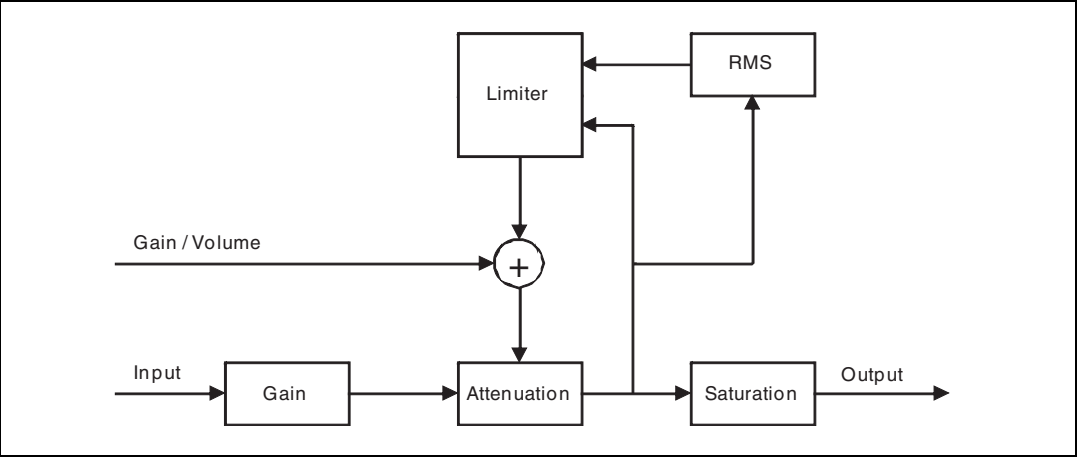 RMS
Limiter
Gain / Volume
+
Input
Gain
Attenuation
Saturation
Output